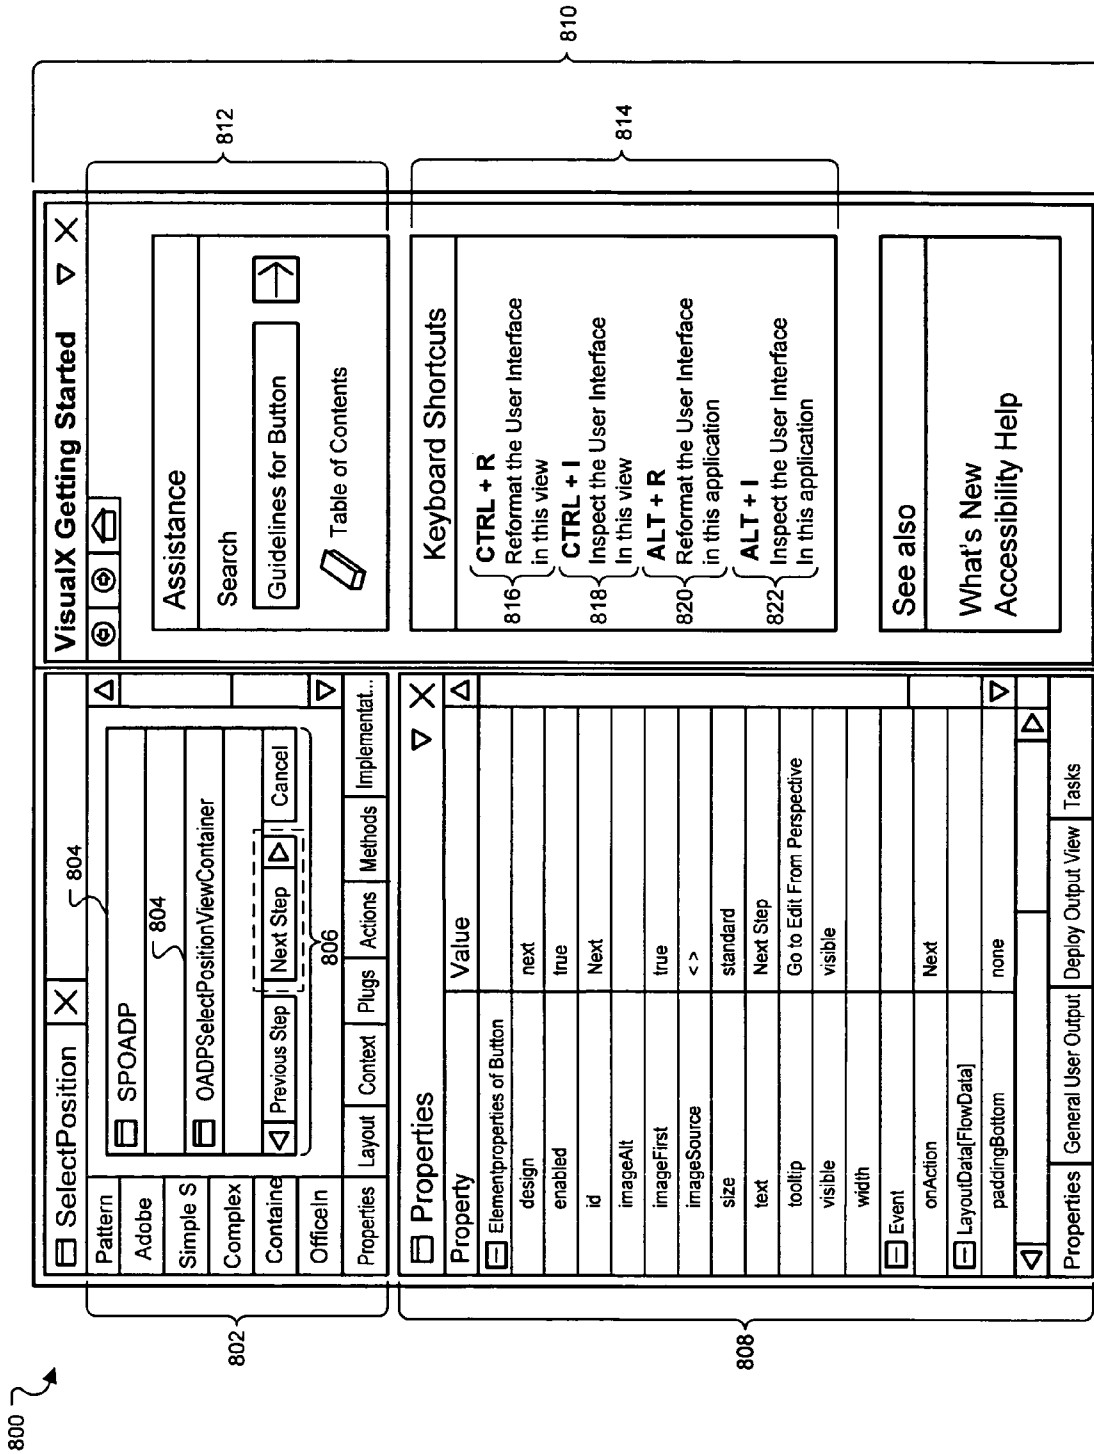 800
SelectPosition
Pattern
Adobe
Simple S
Complex
Containe
OfficeIn
SPOADP
OADPSelectPositionViewContainer
Previous Step
Next Step
Cancel
Properties
Layout
Context
Plugs
Actions
Methods
Implementat...
802
804
804
806
Properties
Property Value
Elementproperties of Button
design next
enabled true
id Next
imageAlt
imageFirst true
imageSource < >
size standard
text Next Step
tooltip Go to Edit From Perspective
visible visible
width
Event
onAction Next
LayoutData[FlowData]
paddingBottom none
Properties General User Output Deploy Output View Tasks
808
VisualX Getting Started
Assistance
Search
Guidelines for Button
Table of Contents
812
Keyboard Shortcuts
CTRL + R
Reformat the User Interface
in this view
816
CTRL + I
Inspect the User Interface
In this view
818
ALT + R
Reformat the User Interface
in this application
820
ALT + I
Inspect the User Interface
In this application
822
814
See also
What's New
Accessibility Help
810